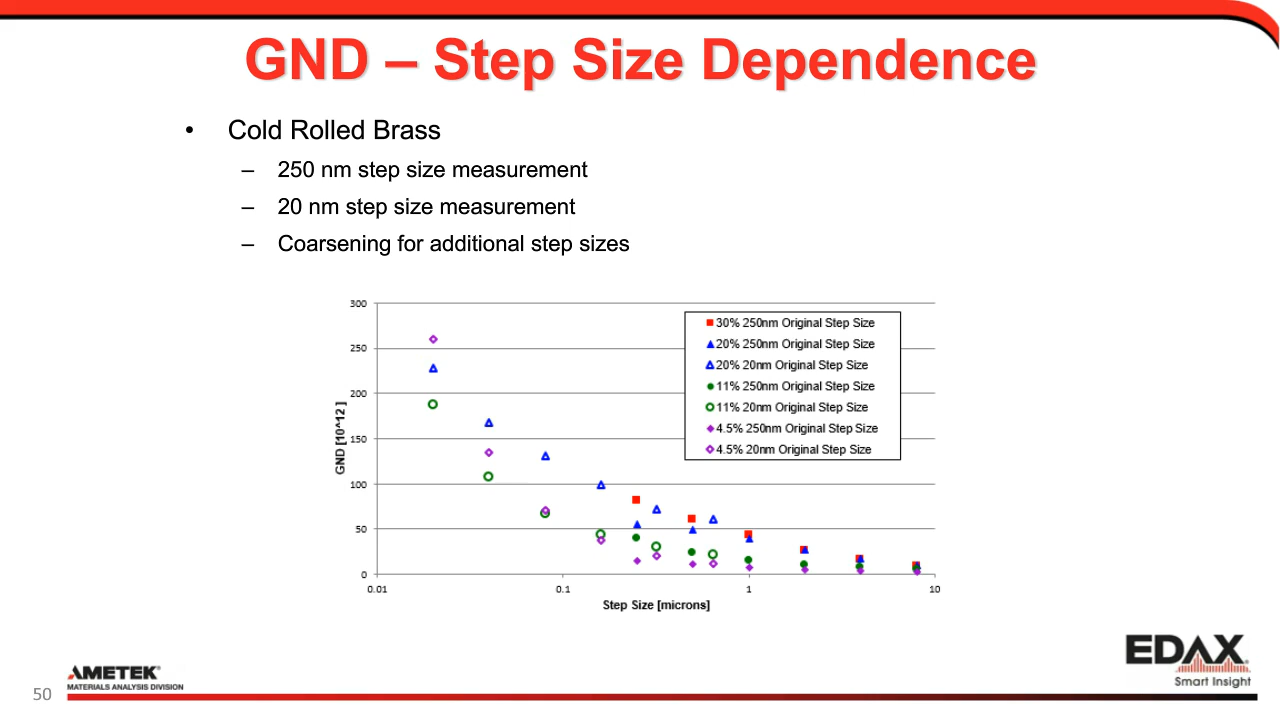 GND – Step Size Dependence
• Cold Rolled Brass
– 250 nm step size measurement
– 20 nm step size measurement
– Coarsening for additional step sizes
300
250
200
150
100
50
0
GND [10^12 ]
0.01
0.1
1
10
Step Size [microns]
30% 250nm Original Step Size
20% 250nm Original Step Size
20% 20nm Original Step Size
11% 250nm Original Step Size
11% 20nm Original Step Size
4.5% 250nm Original Step Size
4.5% 20nm Original Step Size
50
AMETEK®
MATERIALS ANALYSIS DIVISION
EDAX
Smart Insight